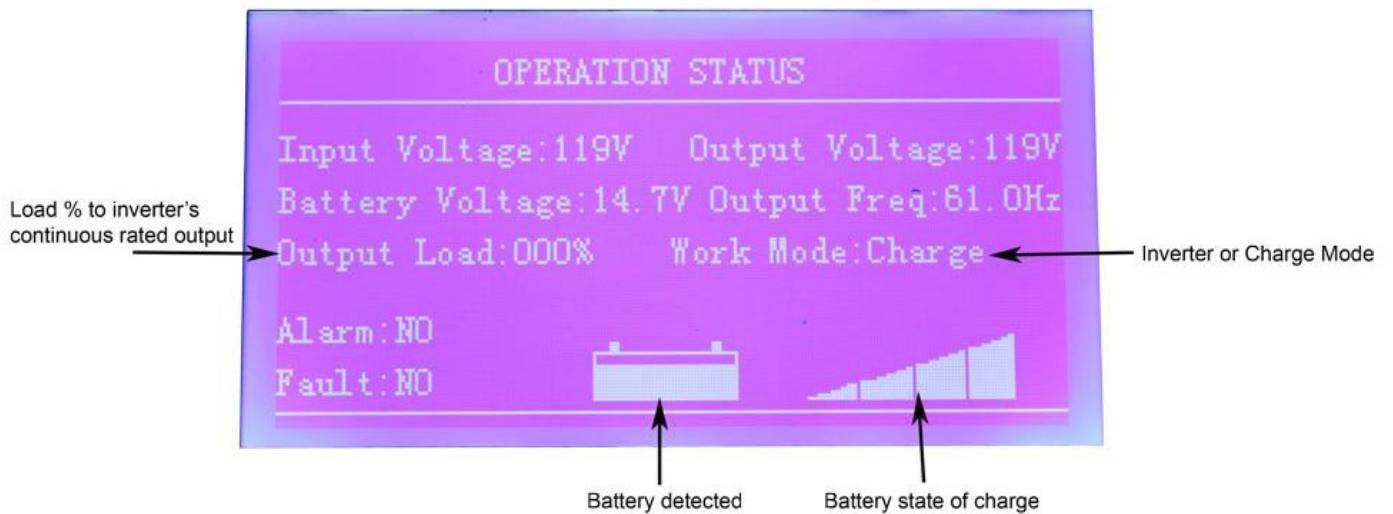 OPERATION STATUS
Input Voltage:119V Output Voltage:119V
Battery Voltage:14.7V Output Freq:61.0Hz
Load % to inverter's
continuous rated output
Output Load:000% Work Mode:Charge
Inverter or Charge Mode
Alarm:NO
Fault:NO
Battery detected
Battery state of charge